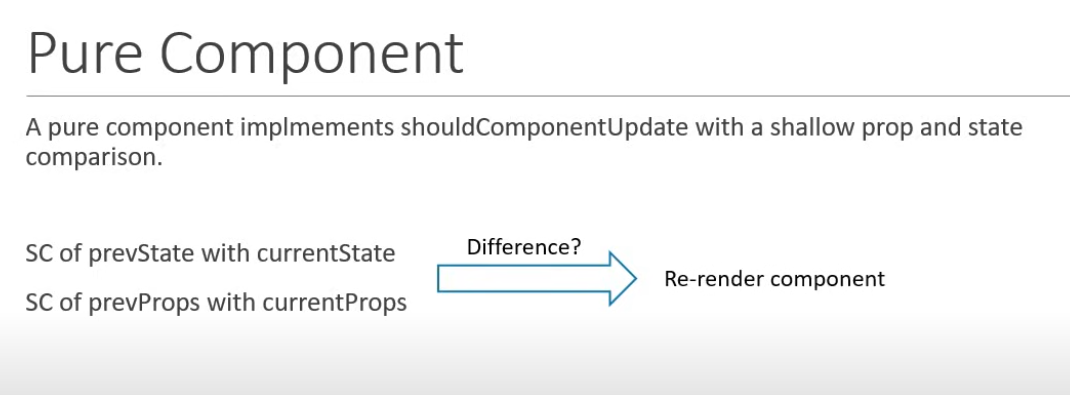 Pure Component
A pure component implmements shouldComponentUpdate with a shallow prop and state
comparison.
SC of prevState with currentState
SC of prevProps with currentProps
Difference?
Re-render component